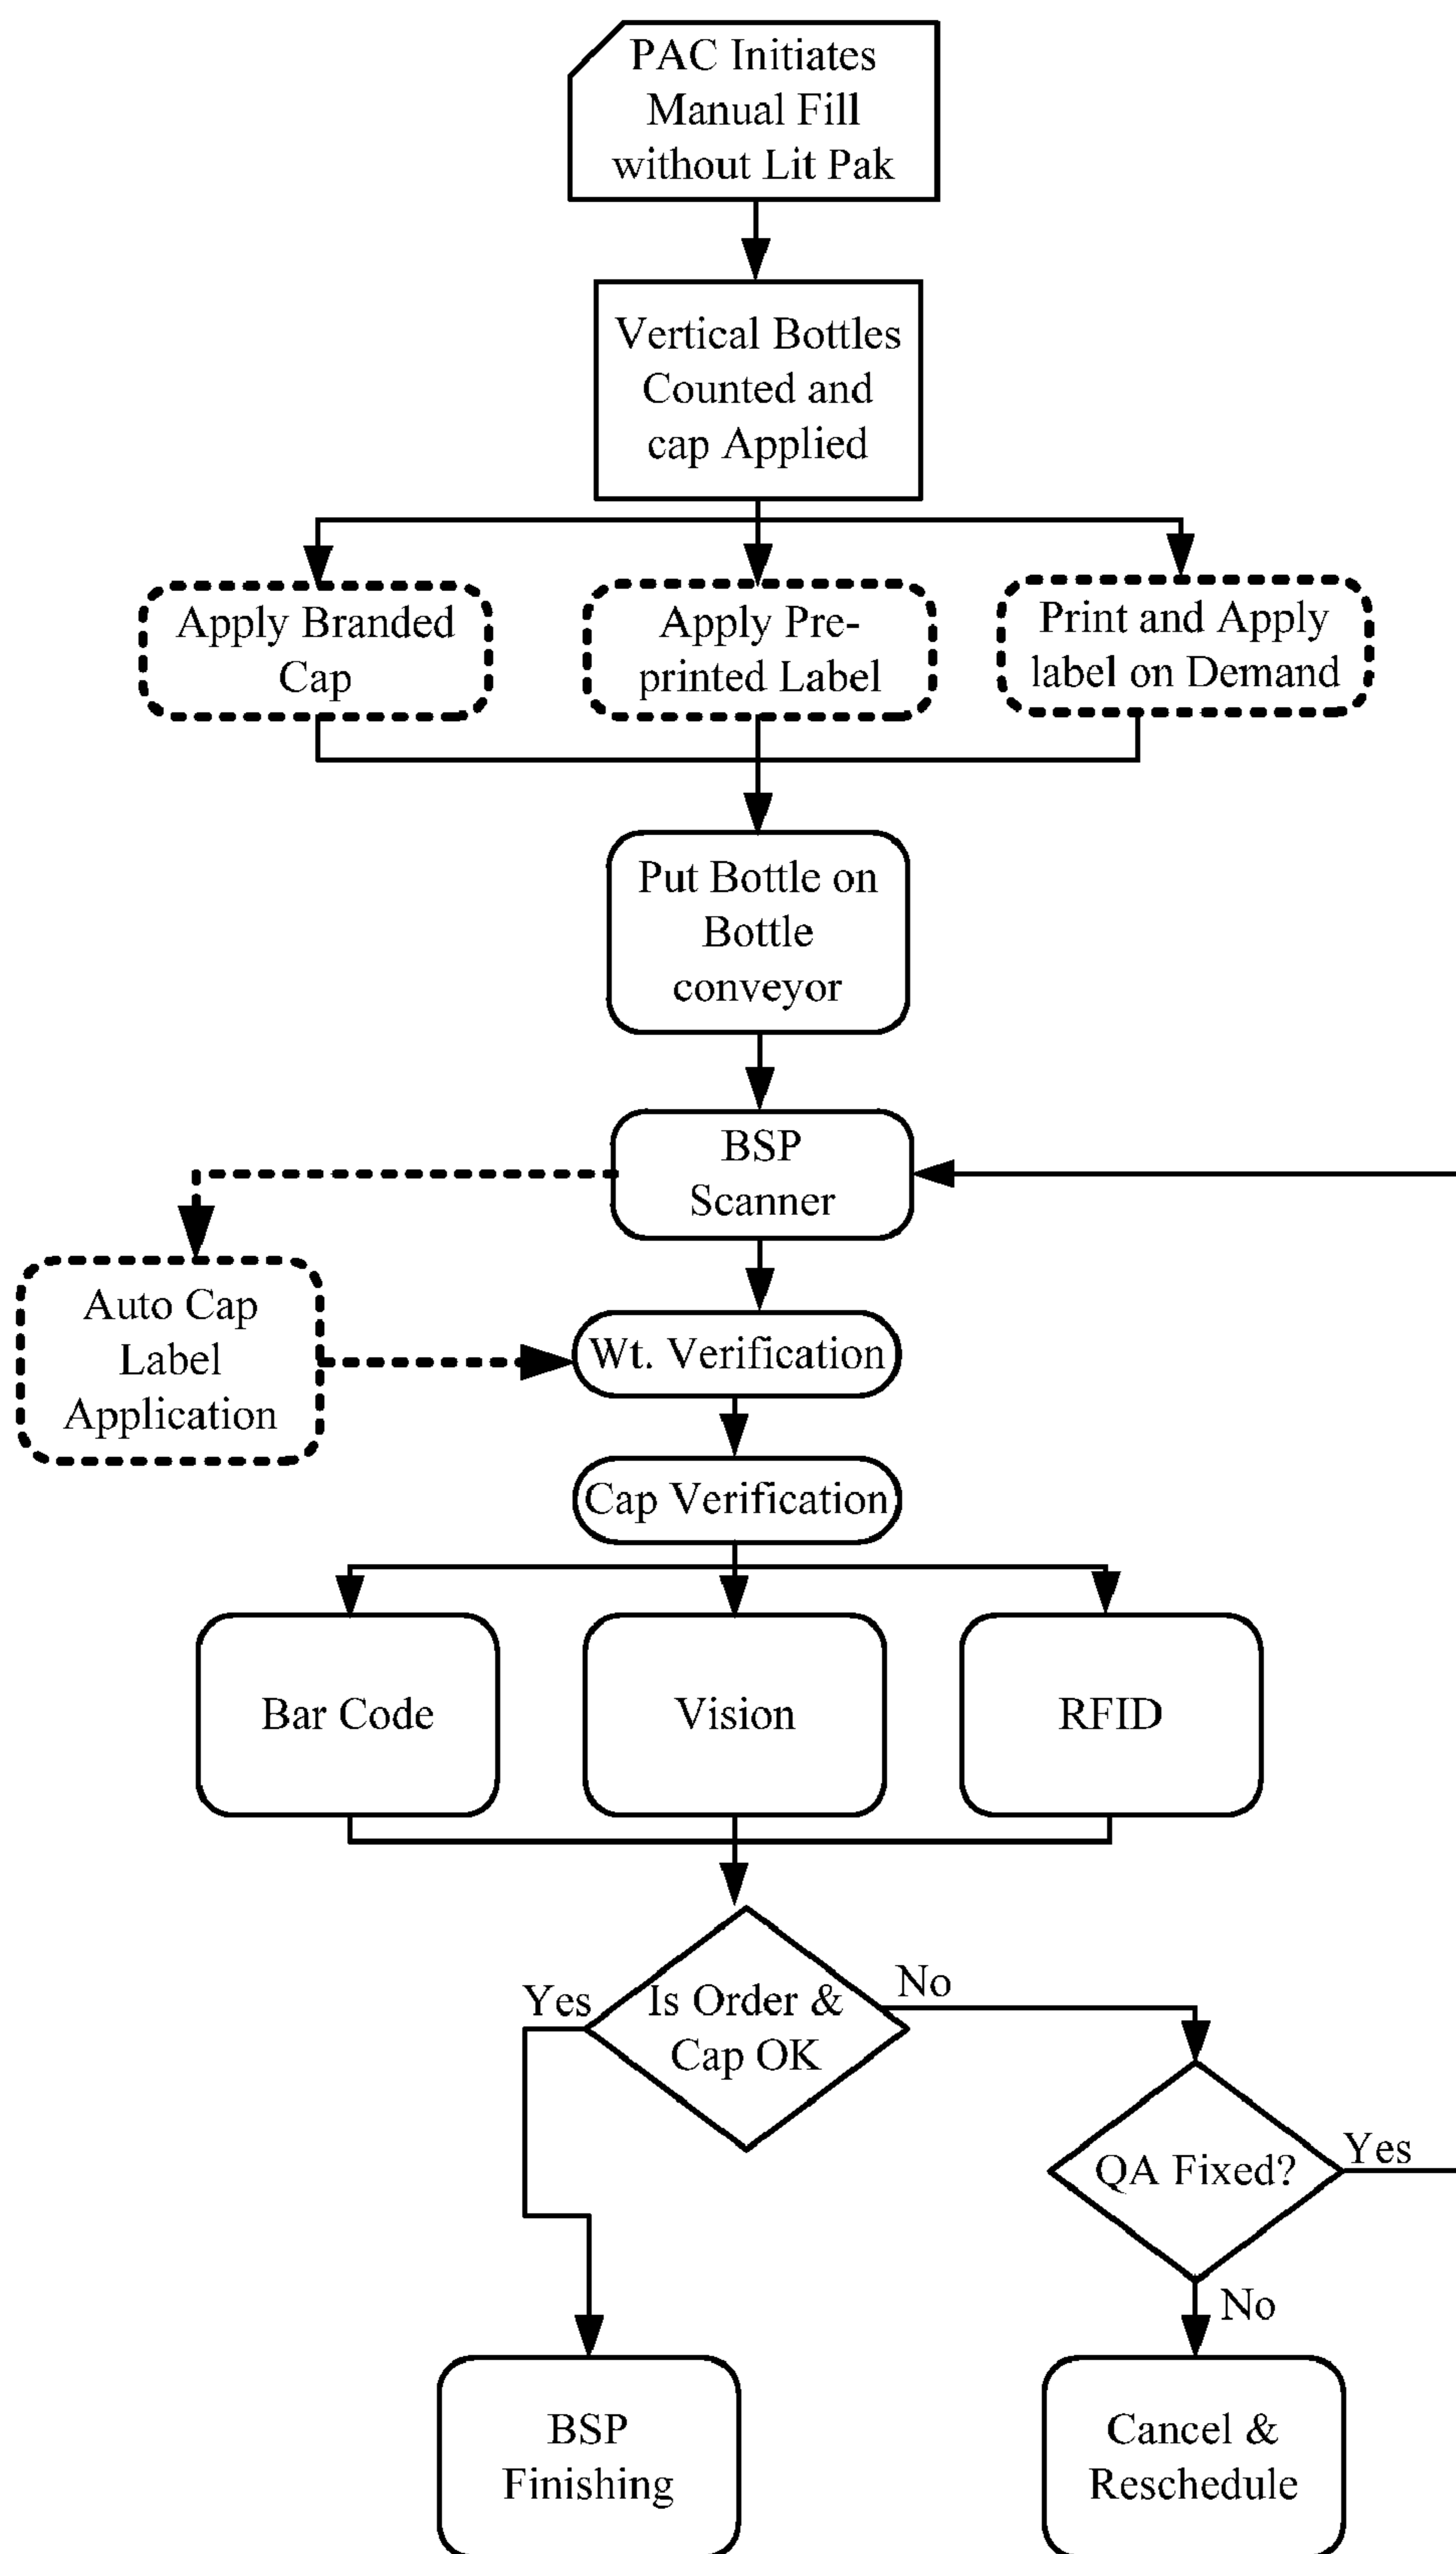 PAC Initiates
Manual Fill
without Lit Pak
Vertical Bottles
Counted and
cap Applied
Apply Branded
Cap
Apply Pre-
printed Label
Print and Apply
label on Demand
Put Bottle on
Bottle
conveyor
BSP
Scanner
Auto Cap
Label
Application
Wt. Verification
Cap Verification
Bar Code
Vision
RFID
Yes
Is Order &
Cap OK
No
QA Fixed?
Yes
No
BSP
Finishing
Cancel &
Reschedule